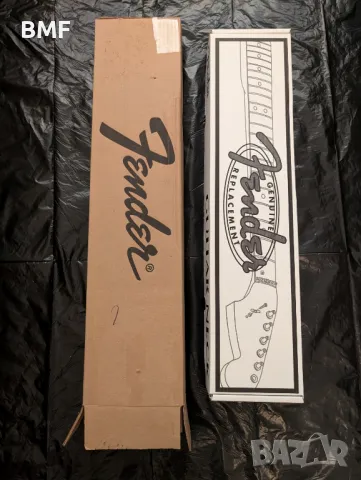 BMF
Fender®
GENUINE
Fender
REPLACEMENT
BAZAR